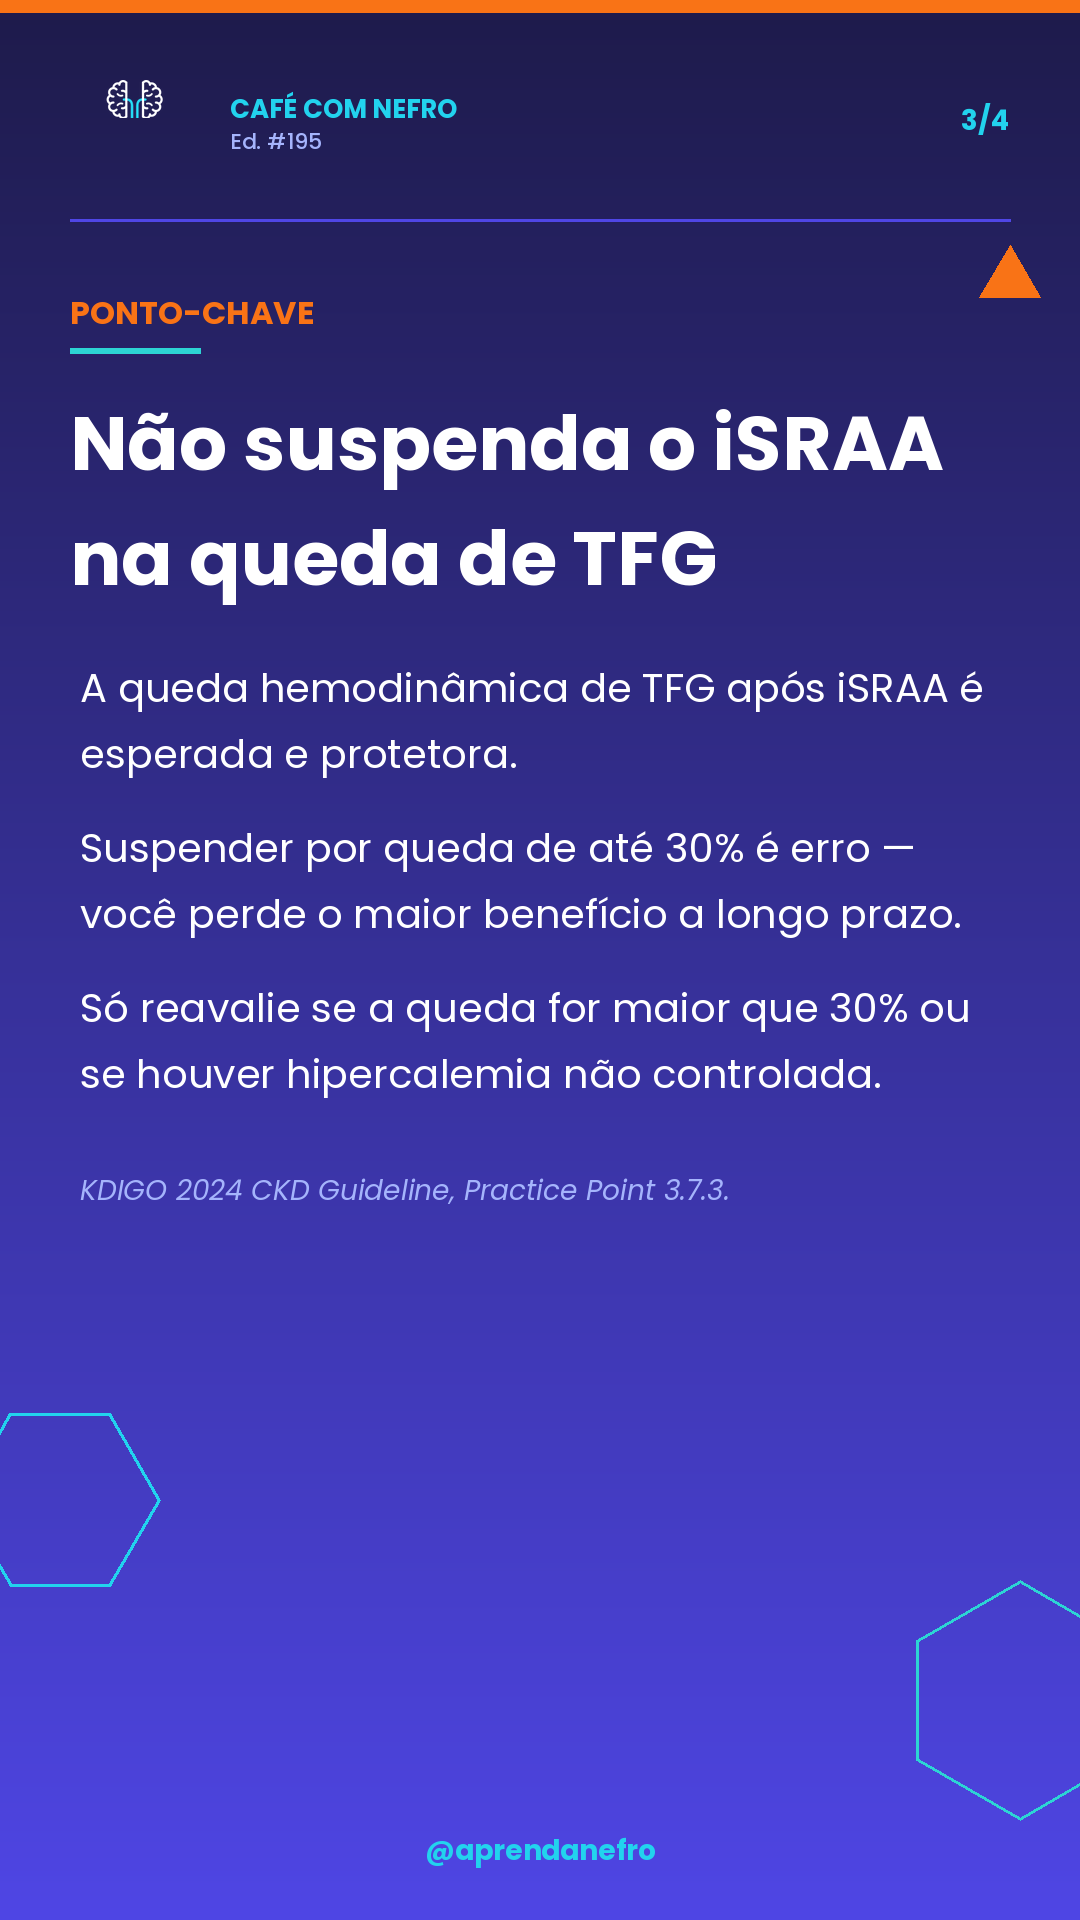 CAFÉ COM NEFRO
Ed. #195
3/4
PONTO-CHAVE
Não suspenda o iSRAA
na queda de TFG
A queda hemodinâmica de TFG após iSRAA é
esperada e protetora.
Suspender por queda de até 30% é erro —
você perde o maior benefício a longo prazo.
Só reavalie se a queda for maior que 30% ou
se houver hipercalemia não controlada.
KDIGO 2024 CKD Guideline, Practice Point 3.7.3.
@aprendanefro